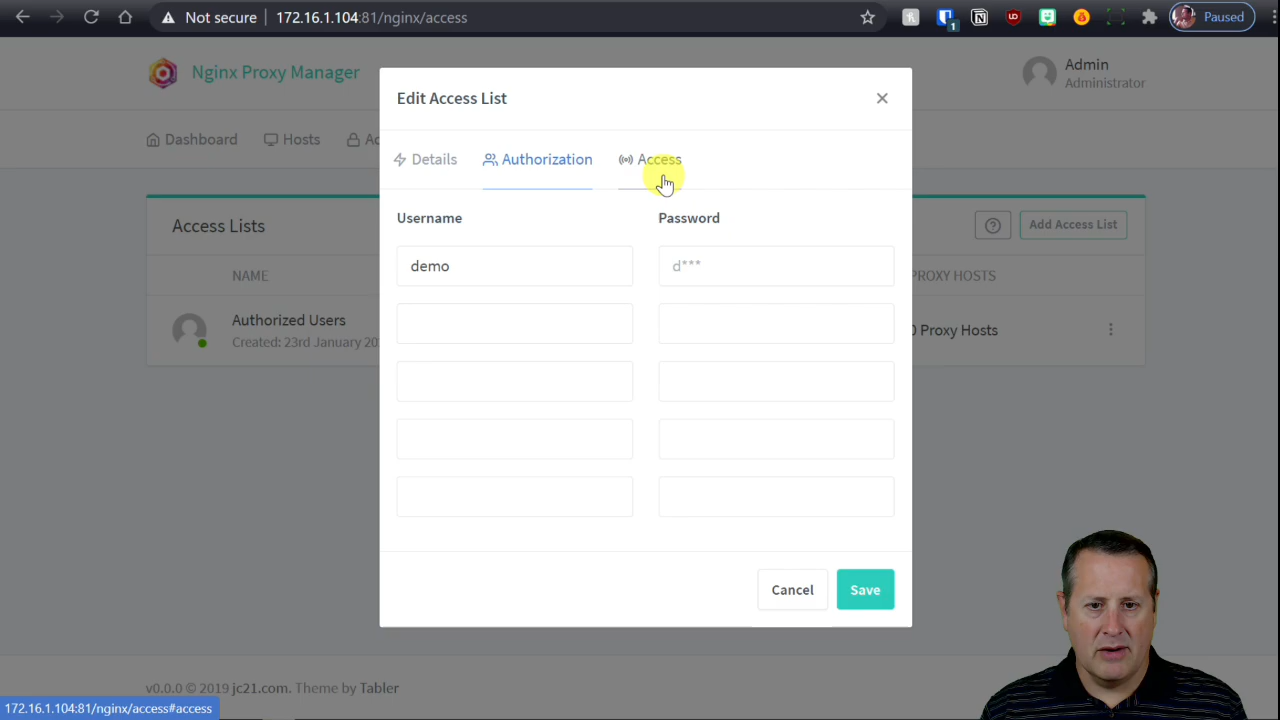 Not secure | 172.16.1.104:81/nginx/access
1
Paused
Nginx Proxy Manager
Admin
Administrator
Dashboard
Hosts
Ac
Edit Access List
Details
Authorization
Access
Access Lists
Add Access List
Username
Password
NAME
PROXY HOSTS
demo
d***
Authorized Users
Created: 23rd January 20
0 Proxy Hosts
Cancel
Save
v0.0.0 © 2019 jc21.com. Theme by Tabler
172.16.1.104:81/nginx/access#access